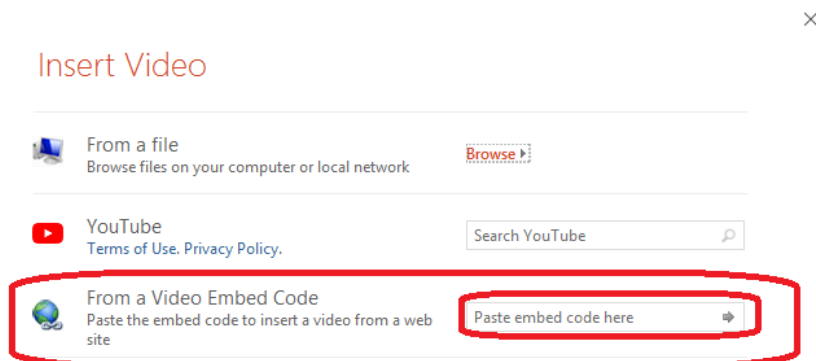 Insert Video
From a file
Browse files on your computer or local network
Browse
YouTube
Terms of Use. Privacy Policy.
Search YouTube
From a Video Embed Code
Paste the embed code to insert a video from a web
site
Paste embed code here